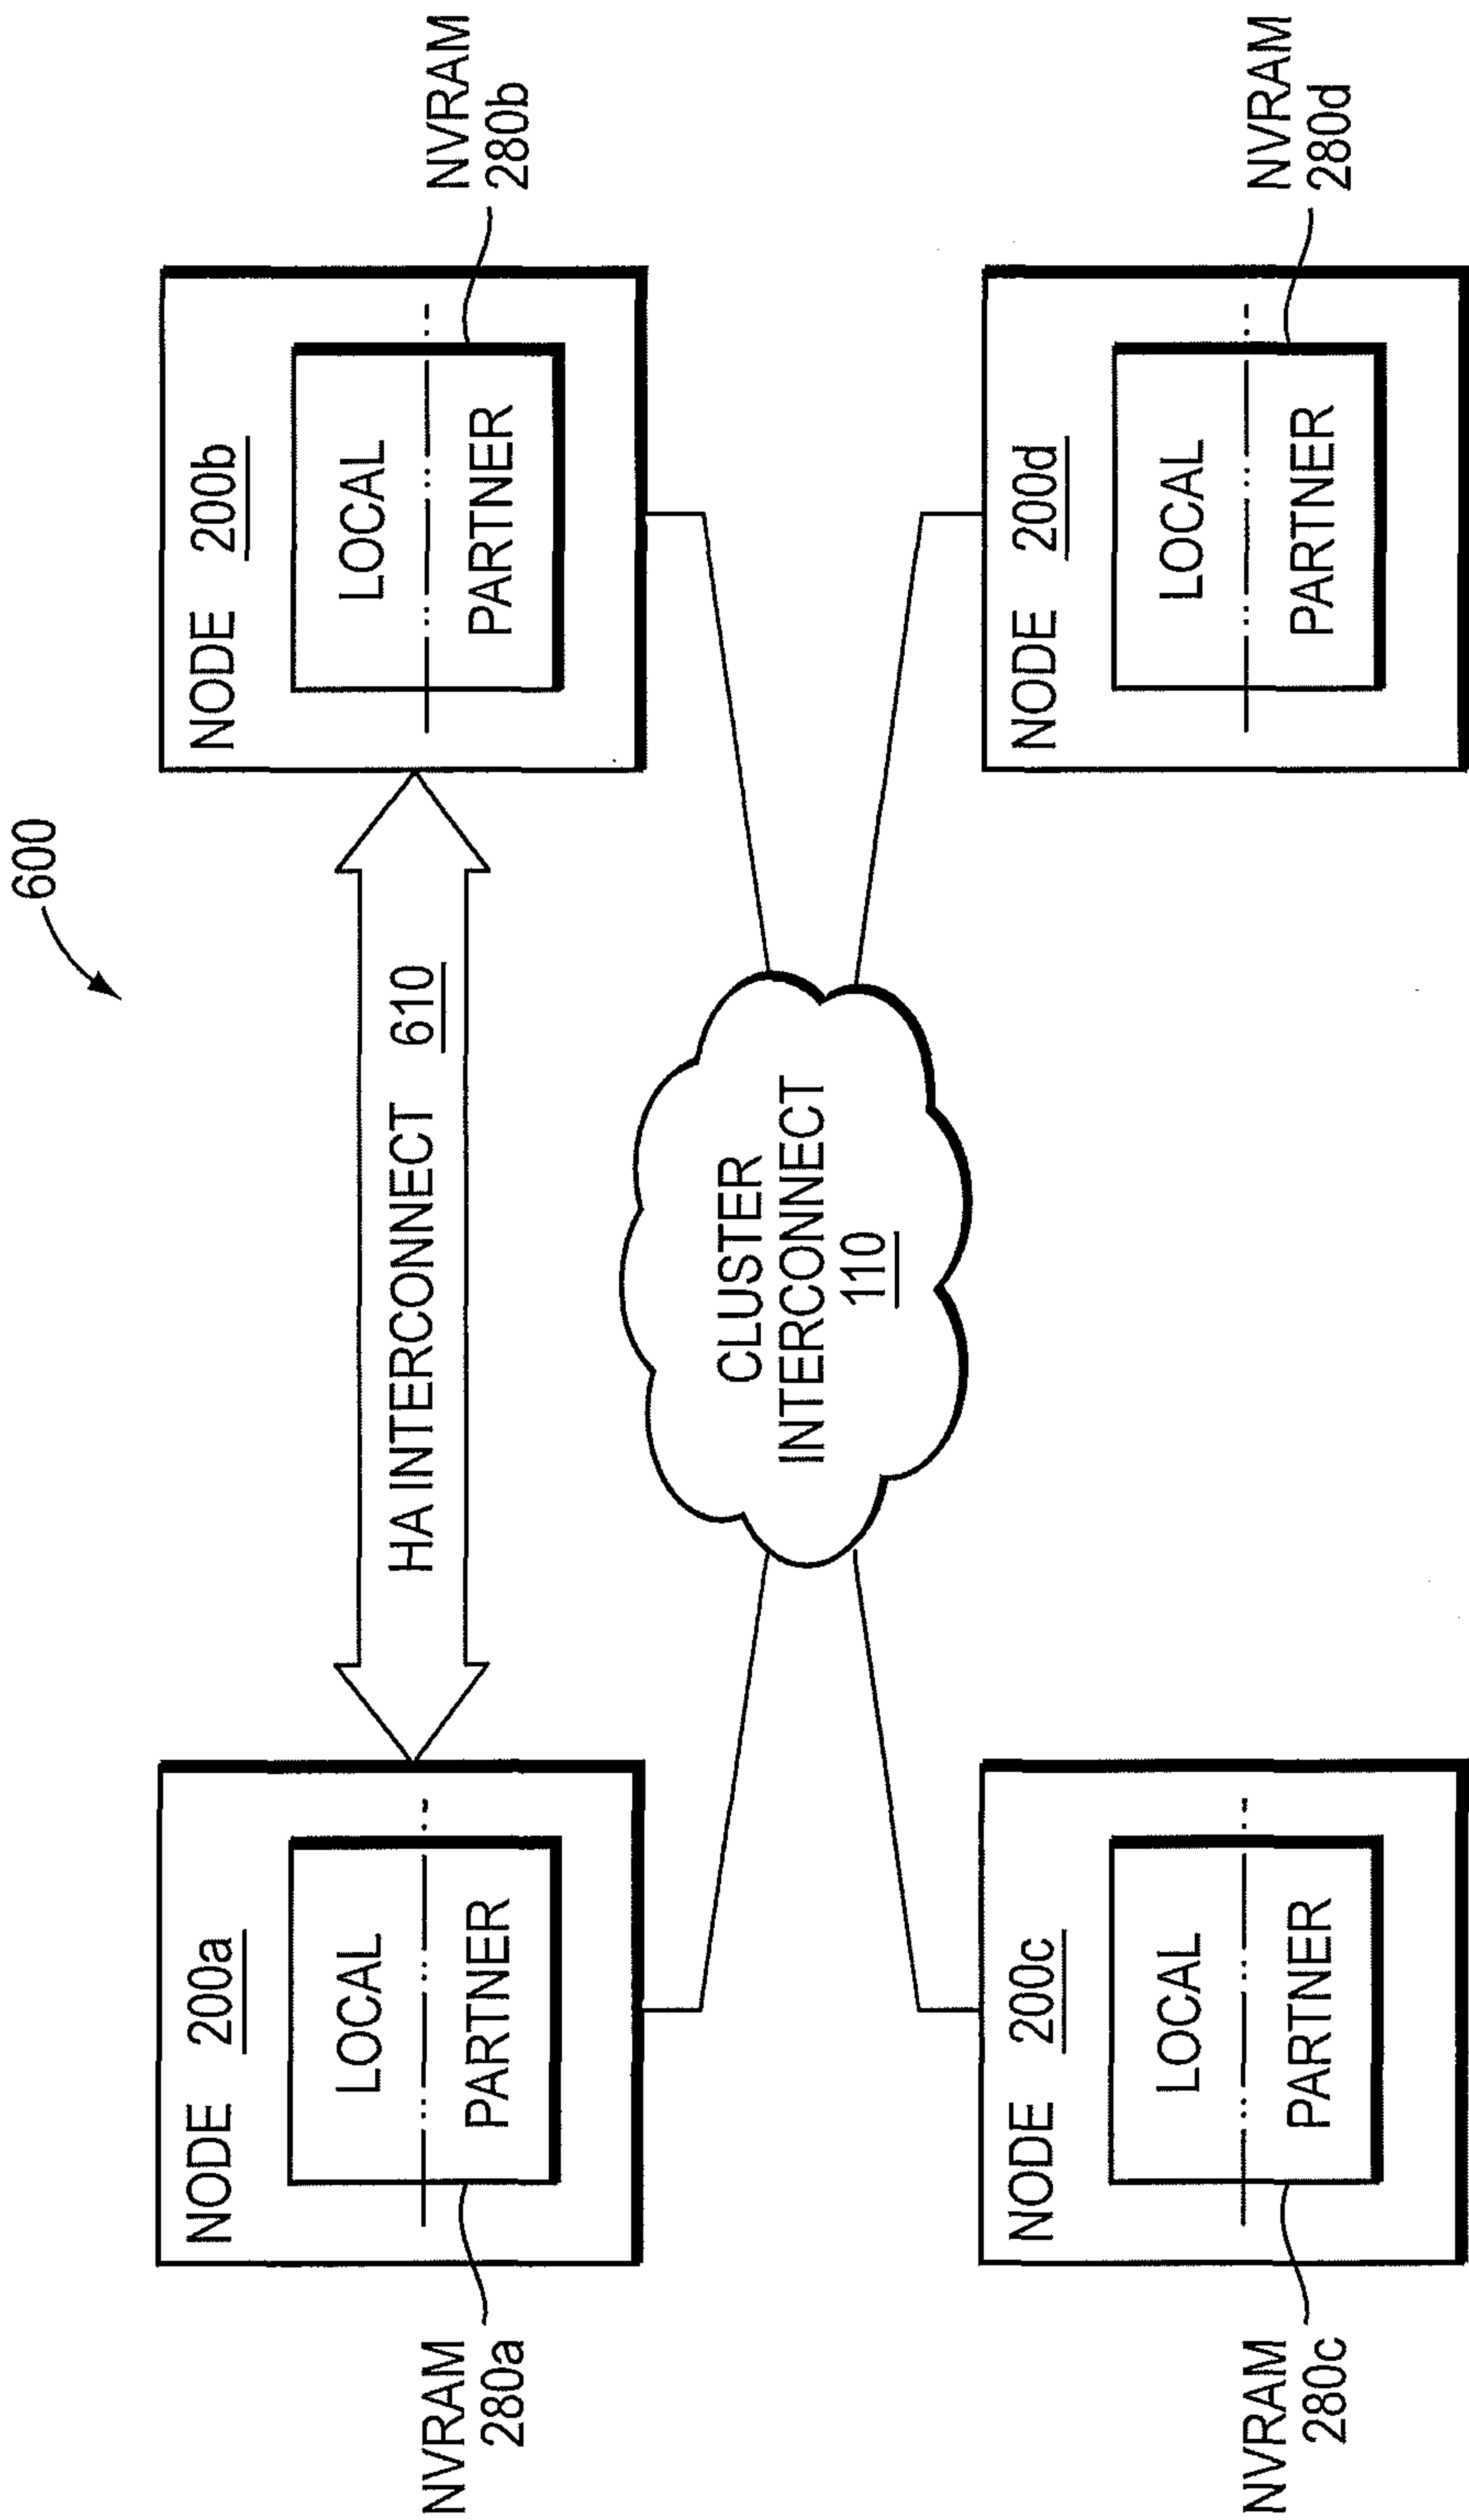 600
NODE 200a
LOCAL
PARTNER
NVRAM
280a
HA INTERCONNECT 610
NODE 200b
LOCAL
PARTNER
NVRAM
280b
CLUSTER
INTERCONNECT
110
NODE 200c
LOCAL
PARTNER
NVRAM
280c
NODE 200d
LOCAL
PARTNER
NVRAM
280d